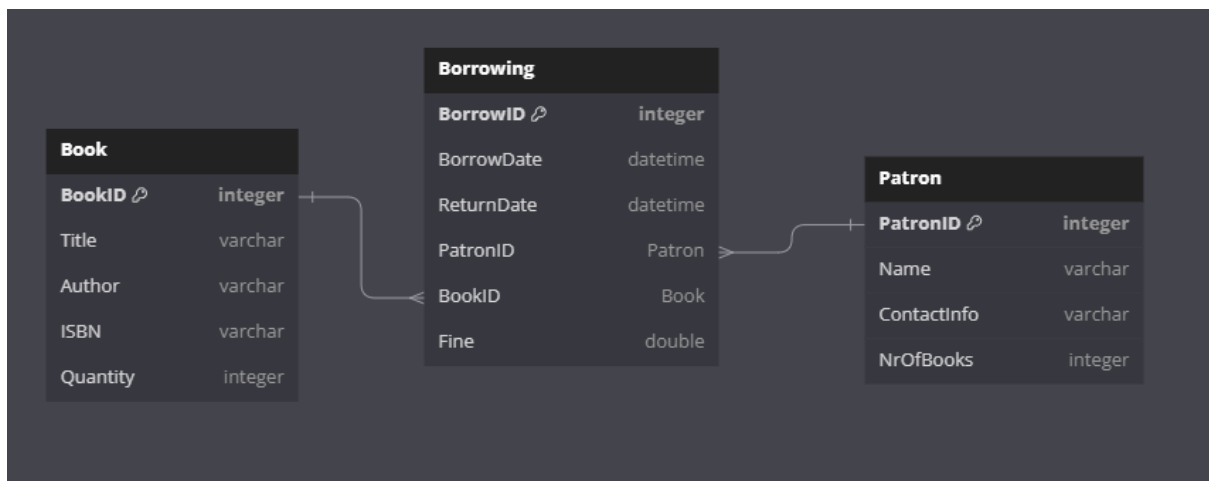 Book
BookID integer
Title varchar
Author varchar
ISBN varchar
Quantity integer
Borrowing
BorrowID integer
BorrowDate datetime
ReturnDate datetime
PatronID Patron
BookID Book
Fine double
Patron
PatronID integer
Name varchar
ContactInfo varchar
NrOfBooks integer